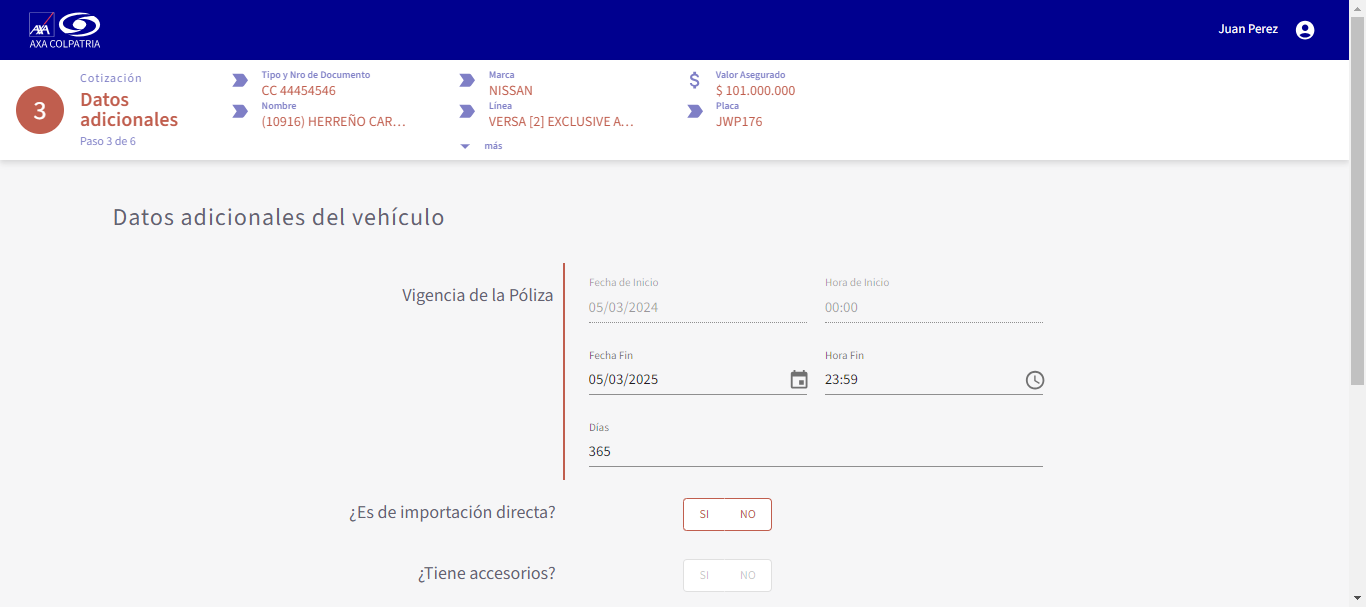 AXA
AXA COLPATRIA
Juan Perez
3
Cotización
Datos
adicionales
Paso 3 de 6
Tipo y Nro de Documento
CC 44454546
Nombre
(10916) HERREÑO CAR...
Marca
NISSAN
Línea
VERSA [2] EXCLUSIVE A...
más
$
Valor Asegurado
$ 101.000.000
Placa
JWP176
Datos adicionales del vehículo
Vigencia de la Póliza
Fecha de Inicio
05/03/2024
Hora de Inicio
00:00
Fecha Fin
05/03/2025
Hora Fin
23:59
Días
365
¿Es de importación directa?
SI NO
¿Tiene accesorios?
SI NO